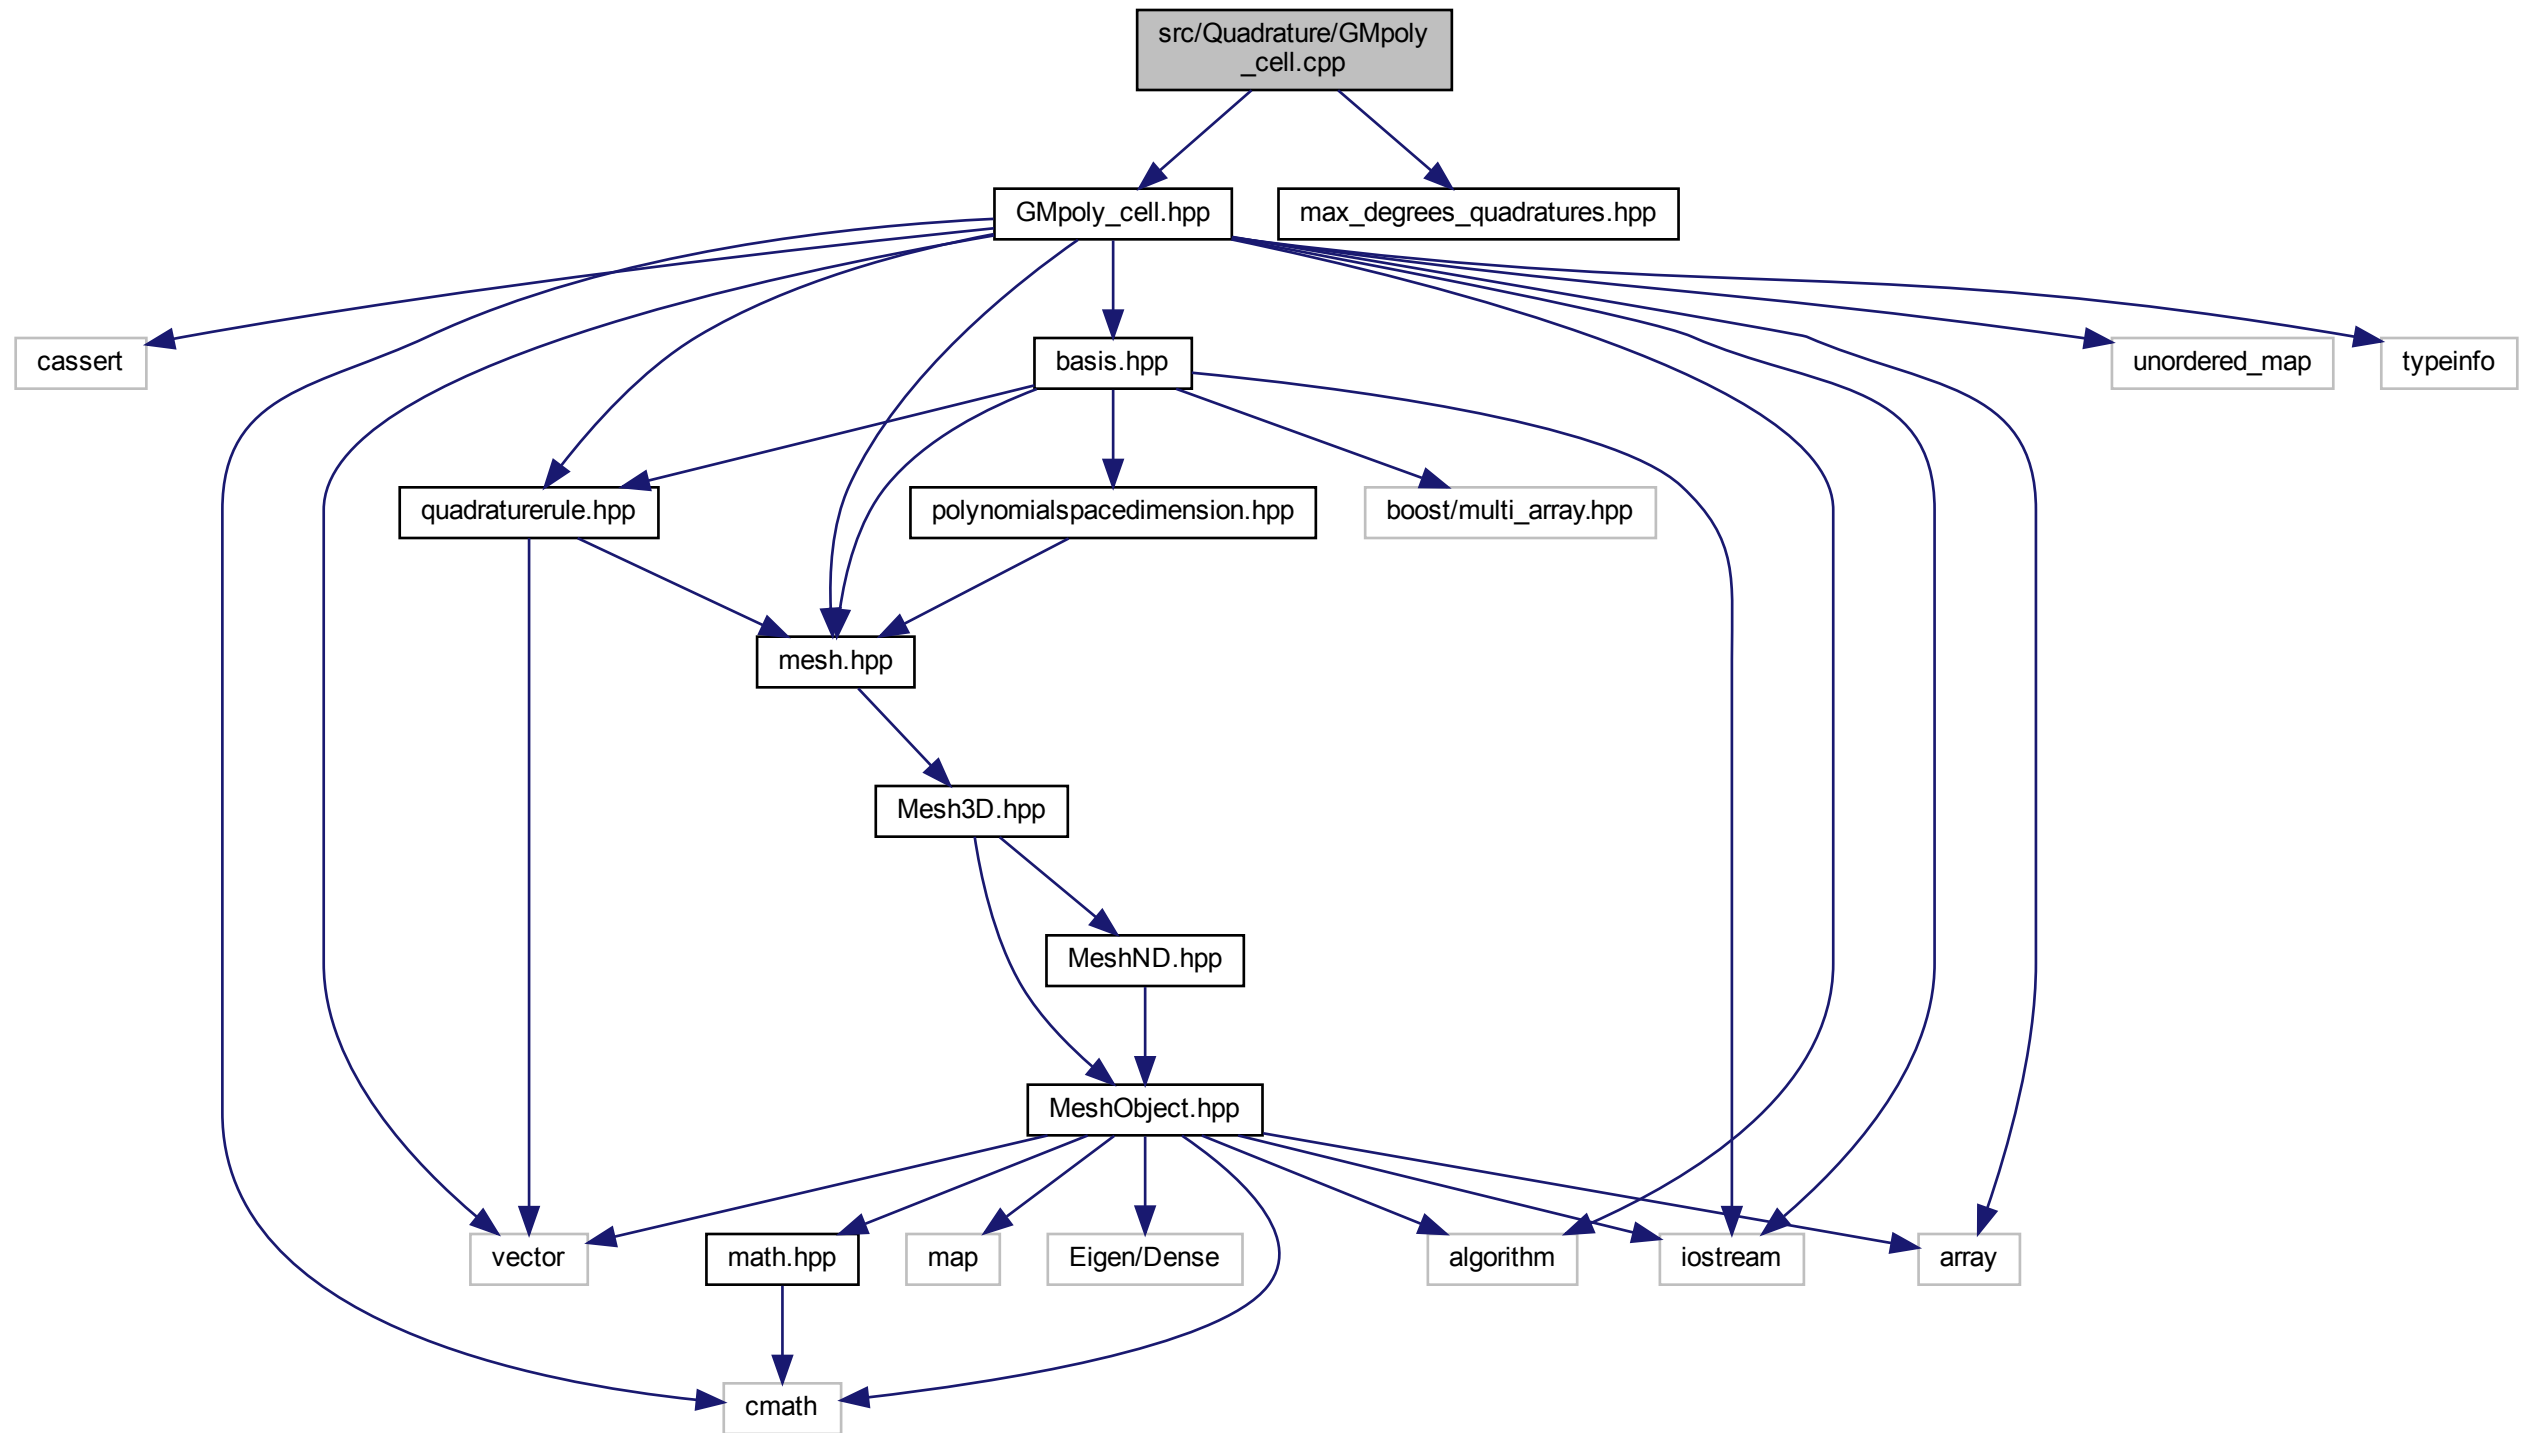 src/Quadrature/GMpoly
_cell.cpp
GMpoly_cell.hpp
max_degrees_quadratures.hpp
cassert
basis.hpp
unordered_map
typeinfo
quadraturerule.hpp
polynomialspacedimension.hpp
boost/multi_array.hpp
mesh.hpp
Mesh3D.hpp
MeshND.hpp
MeshObject.hpp
vector
math.hpp
map
Eigen/Dense
algorithm
iostream
array
cmath